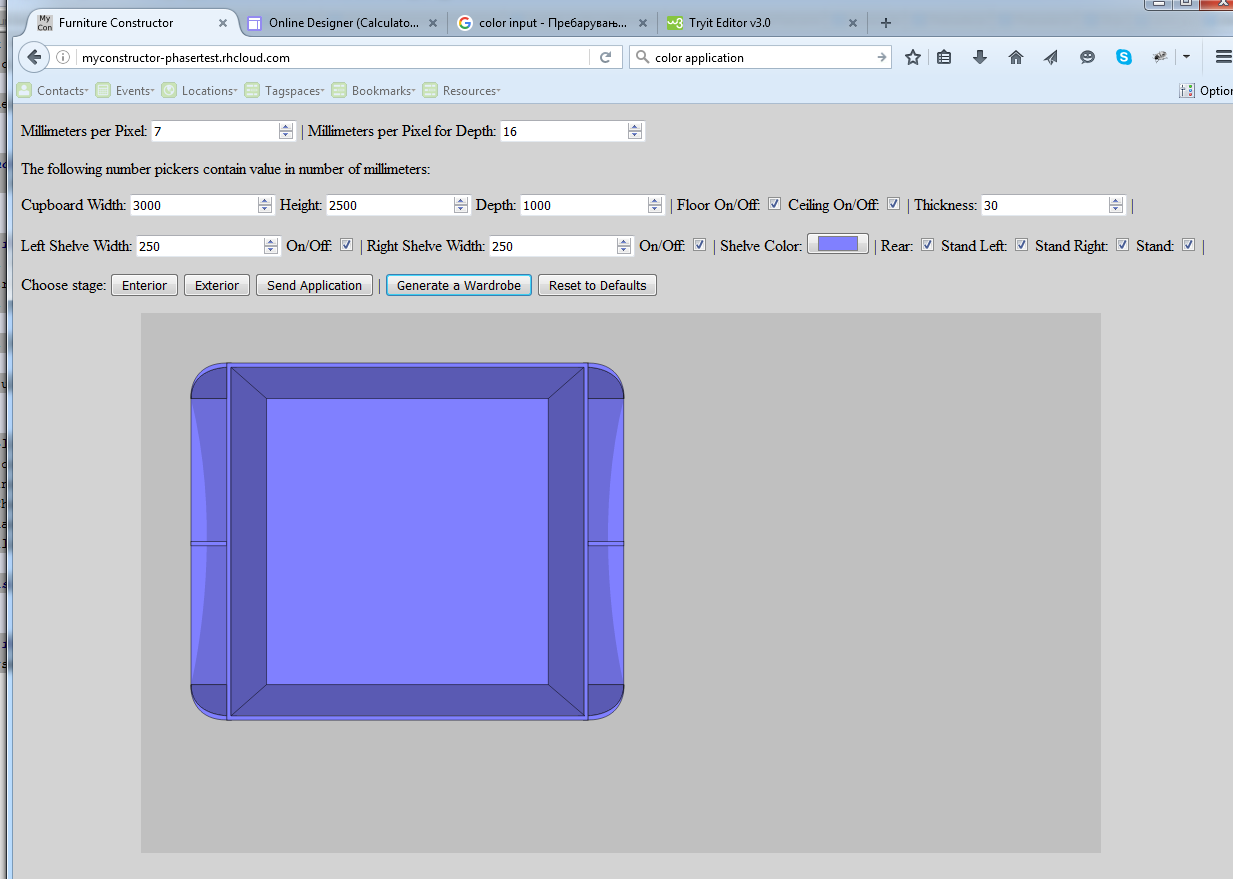 My Con Furniture Constructor
Online Designer (Calculato...
color input - Пребарувањ...
Tryit Editor v3.0
myconstructor-phasertest.rhcloud.com
color application
Contacts Events Locations Tagspaces Bookmarks Resources
Millimeters per Pixel: 7 | Millimeters per Pixel for Depth: 16
The following number pickers contain value in number of millimeters:
Cupboard Width: 3000 Height: 2500 Depth: 1000 | Floor On/Off: Ceiling On/Off: | Thickness: 30 |
Left Shelve Width: 250 On/Off: | Right Shelve Width: 250 On/Off: | Shelve Color: | Rear: Stand Left: Stand Right: Stand: |
Choose stage: Enterior Exterior Send Application | Generate a Wardrobe Reset to Defaults